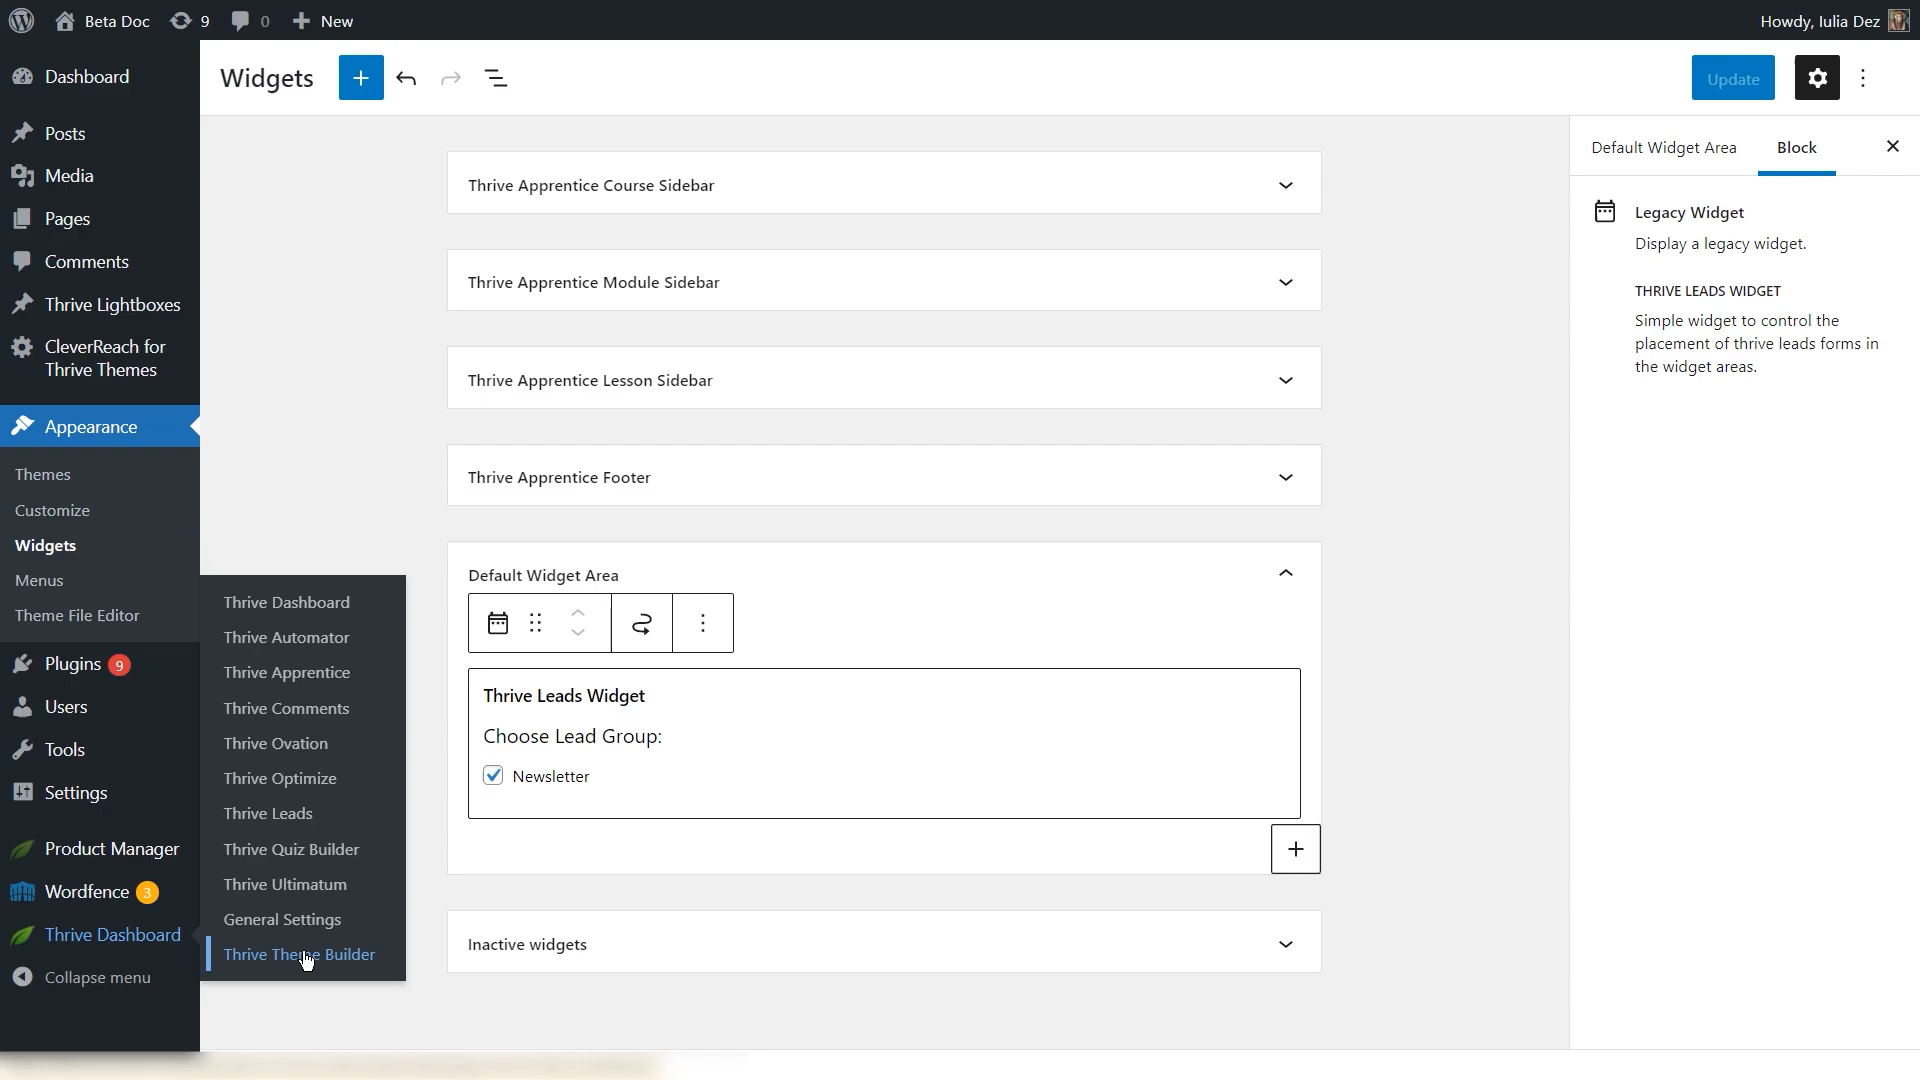 Beta Doc
9
0
New
Howdy, Iulia Dez
Dashboard
Posts
Media
Pages
Comments
Thrive Lightboxes
CleverReach for
Thrive Themes
Appearance
Themes
Customize
Widgets
Menus
Theme File Editor
Plugins 9
Users
Tools
Settings
Product Manager
Wordfence 3
Thrive Dashboard
Collapse menu
Thrive Dashboard
Thrive Automator
Thrive Apprentice
Thrive Comments
Thrive Ovation
Thrive Optimize
Thrive Leads
Thrive Quiz Builder
Thrive Ultimatum
General Settings
Thrive Theme Builder
Widgets
Update
Thrive Apprentice Course Sidebar
Thrive Apprentice Module Sidebar
Thrive Apprentice Lesson Sidebar
Thrive Apprentice Footer
Default Widget Area
Thrive Leads Widget
Choose Lead Group:
Newsletter
Inactive widgets
Default Widget Area
Block
Legacy Widget
Display a legacy widget.
THRIVE LEADS WIDGET
Simple widget to control the
placement of thrive leads forms in
the widget areas.